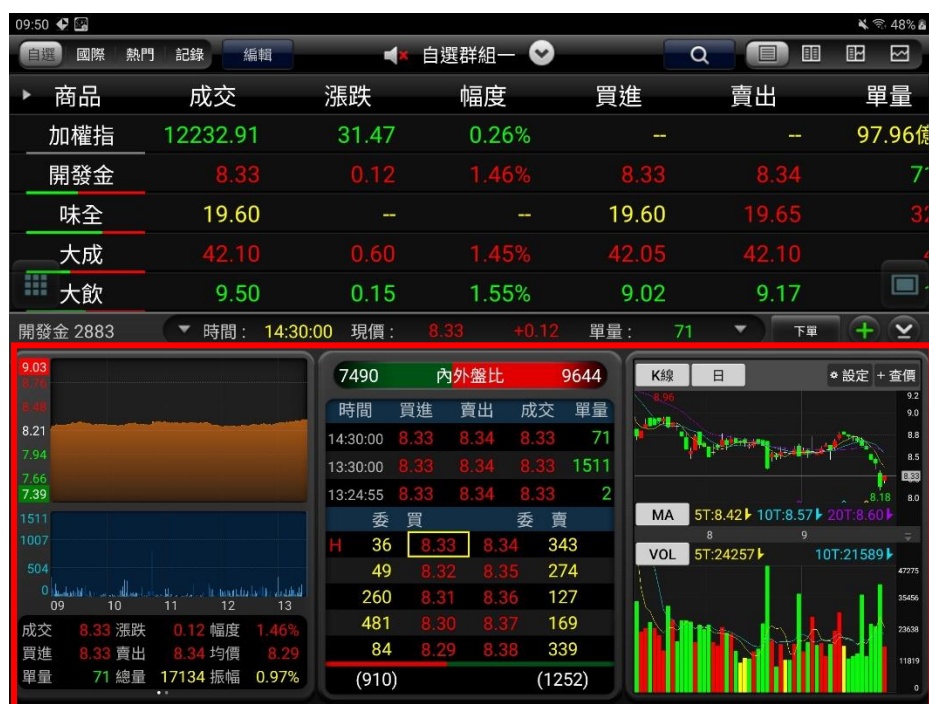 09:50 48%
自選 國際 熱門 記錄 編輯 自選群組一
商品 成交 漲跌 幅度 買進 賣出 單量
加權指 12232.91 31.47 0.26% -- -- 97.96億
開發金 8.33 0.12 1.46% 8.33 8.34
味全 19.60 -- -- 19.60 19.65
大成 42.10 0.60 1.45% 42.05 42.10
大飲 9.50 0.15 1.55% 9.02 9.17
開發金 2883 時間: 14:30:00 現價: 8.33 +0.12 單量: 71 下單 +
9.03
8.76
8.48
8.21
7.94
7.66
7.39
1511
1007
504
0
09 10 11 12 13
成交 8.33 漲跌 0.12 幅度 1.46%
買進 8.33 賣出 8.34 均價 8.29
單量 71 總量 17134 振幅 0.97%
7490 內外盤比 9644
時間 買進 賣出 成交 單量
14:30:00 8.33 8.34 8.33 71
13:30:00 8.33 8.34 8.33 1511
13:24:55 8.33 8.34 8.33 2
委 買 委 賣
H 36 8.33 8.34 343
49 8.32 8.35 274
260 8.31 8.36 127
481 8.30 8.37 169
84 8.29 8.38 339
(910) (1252)
K線 日 設定 + 查價
8.96
9.2
9.0
8.8
8.5
8.33
8.18 8.0
MA 5T:8.42 10T:8.57 20T:8.60
8 9
VOL 5T:24257 10T:21589
47275
35456
23638
11819
0